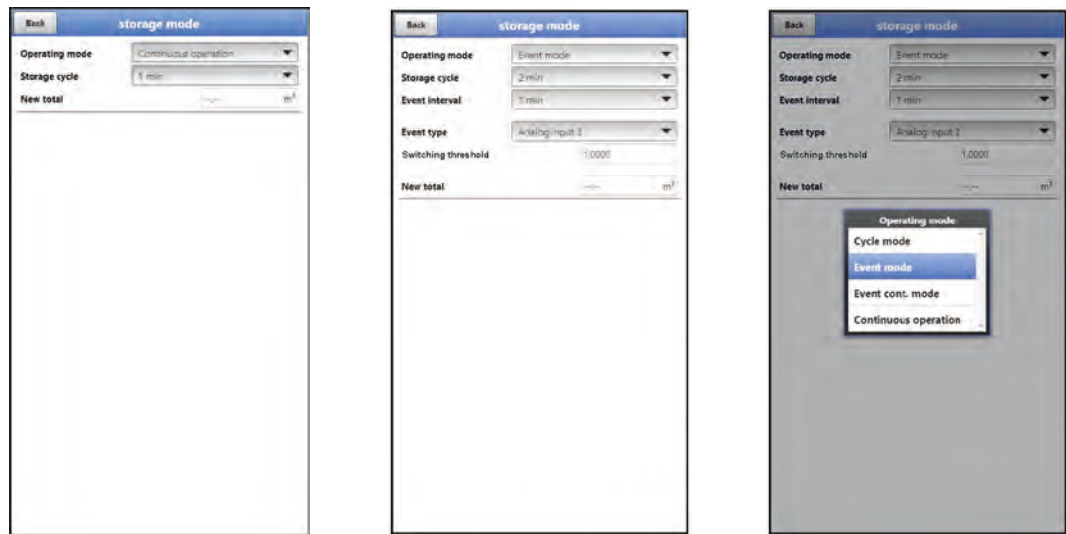 Back storage mode
Operating mode Continuous operation
Storage cycle 1 min
New total --,-- m³
Back storage mode
Operating mode Event mode
Storage cycle 2 min
Event interval 1 min
Event type Analog input 2
Switching threshold 1,0000
New total --,-- m³
Back storage mode
Operating mode Event mode
Storage cycle 2 min
Event interval 1 min
Event type Analog input 2
Switching threshold 1,0000
New total --,-- m³
Operating mode
Cycle mode
Event mode
Event cont. mode
Continuous operation